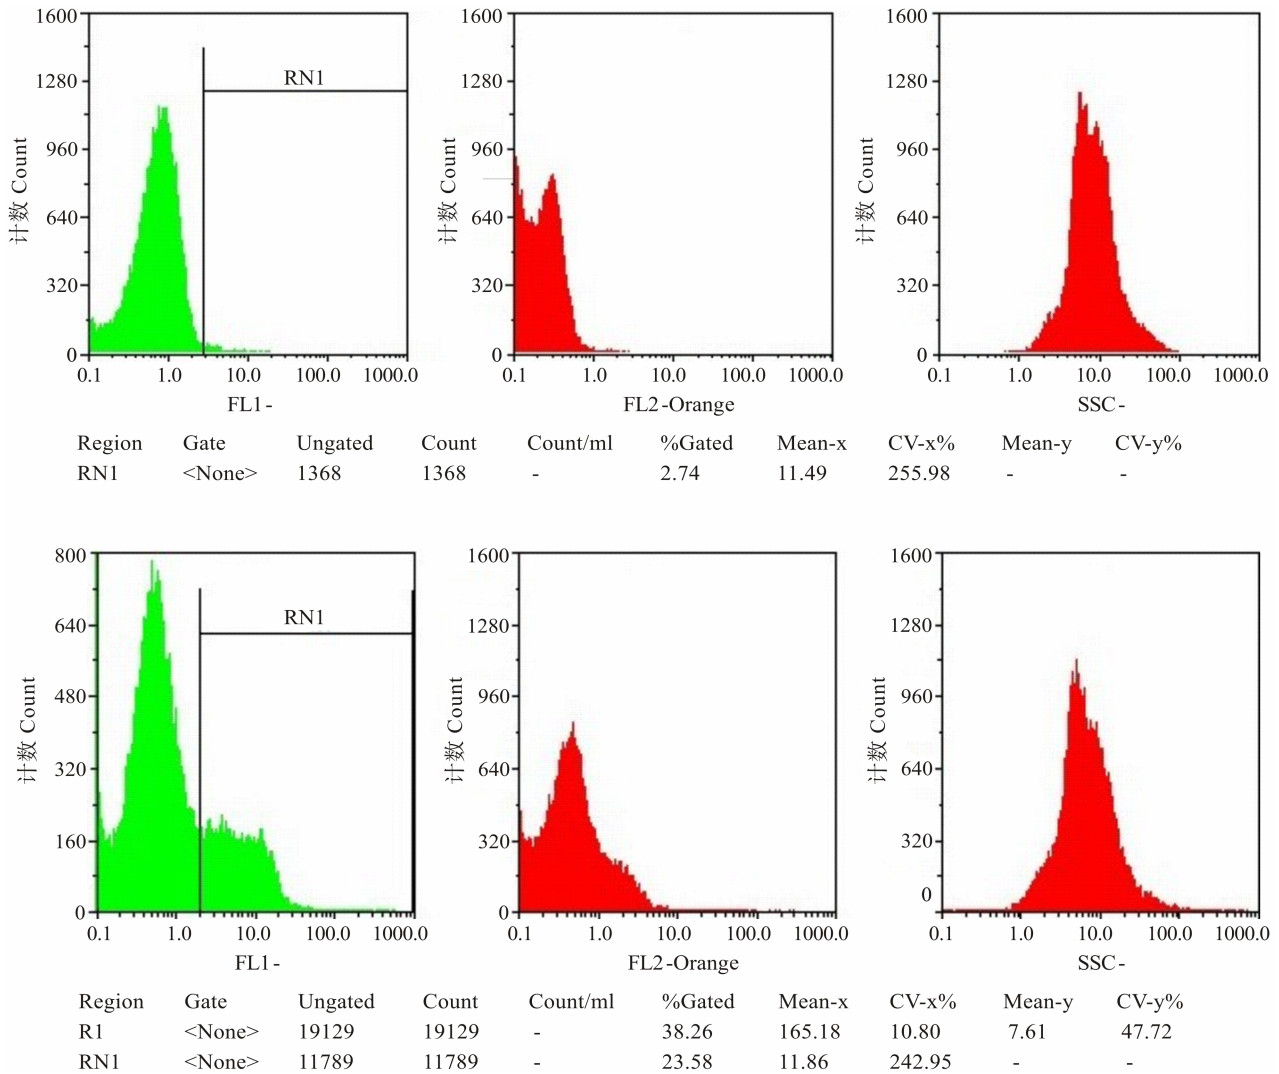 1600 1600 1600
1280 RN1 1280 1280
960 960 960
640 640 640
320 320 320
0 0 0
计数 Count 计数 Count 计数 Count
0.1 1.0 10.0 100.0 1000.0 0.1 1.0 10.0 100.0 1000.0 0.1 1.0 10.0 100.0 1000.0
FL1- FL2-Orange SSC-
Region Gate Ungated Count Count/ml %Gated Mean-x CV-x% Mean-y CV-y%
RN1 <None> 1368 1368 - 2.74 11.49 255.98 - -
800 1600 1600
640 RN1 1280 1280
480 960 960
320 640 640
160 320 320
0 0 0
计数 Count 计数 Count 计数 Count
0.1 1.0 10.0 100.0 1000.0 0.1 1.0 10.0 100.0 1000.0 0.1 1.0 10.0 100.0 1000.0
FL1- FL2-Orange SSC-
Region Gate Ungated Count Count/ml %Gated Mean-x CV-x% Mean-y CV-y%
R1 <None> 19129 19129 - 38.26 165.18 10.80 7.61 47.72
RN1 <None> 11789 11789 - 23.58 11.86 242.95 - -